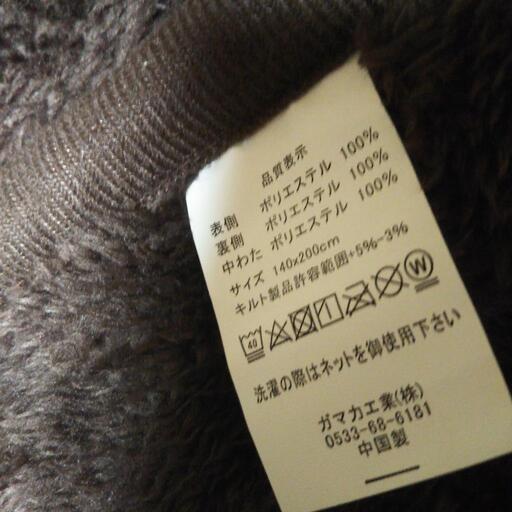 品質表示
表側 ポリエステル 100%
裏側 ポリエステル 100%
中わた ポリエステル 100%
サイズ 140x200cm
キルト製品許容範囲+5%-3%
40 W
洗濯の際はネットを御使用下さい
ガマカ工業(株)
0533-68-6181
中国製